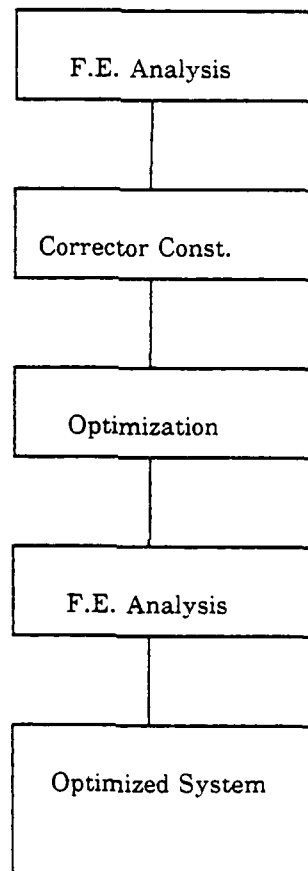 F.E. Analysis
Corrector Const.
Optimization
F.E. Analysis
Optimized System